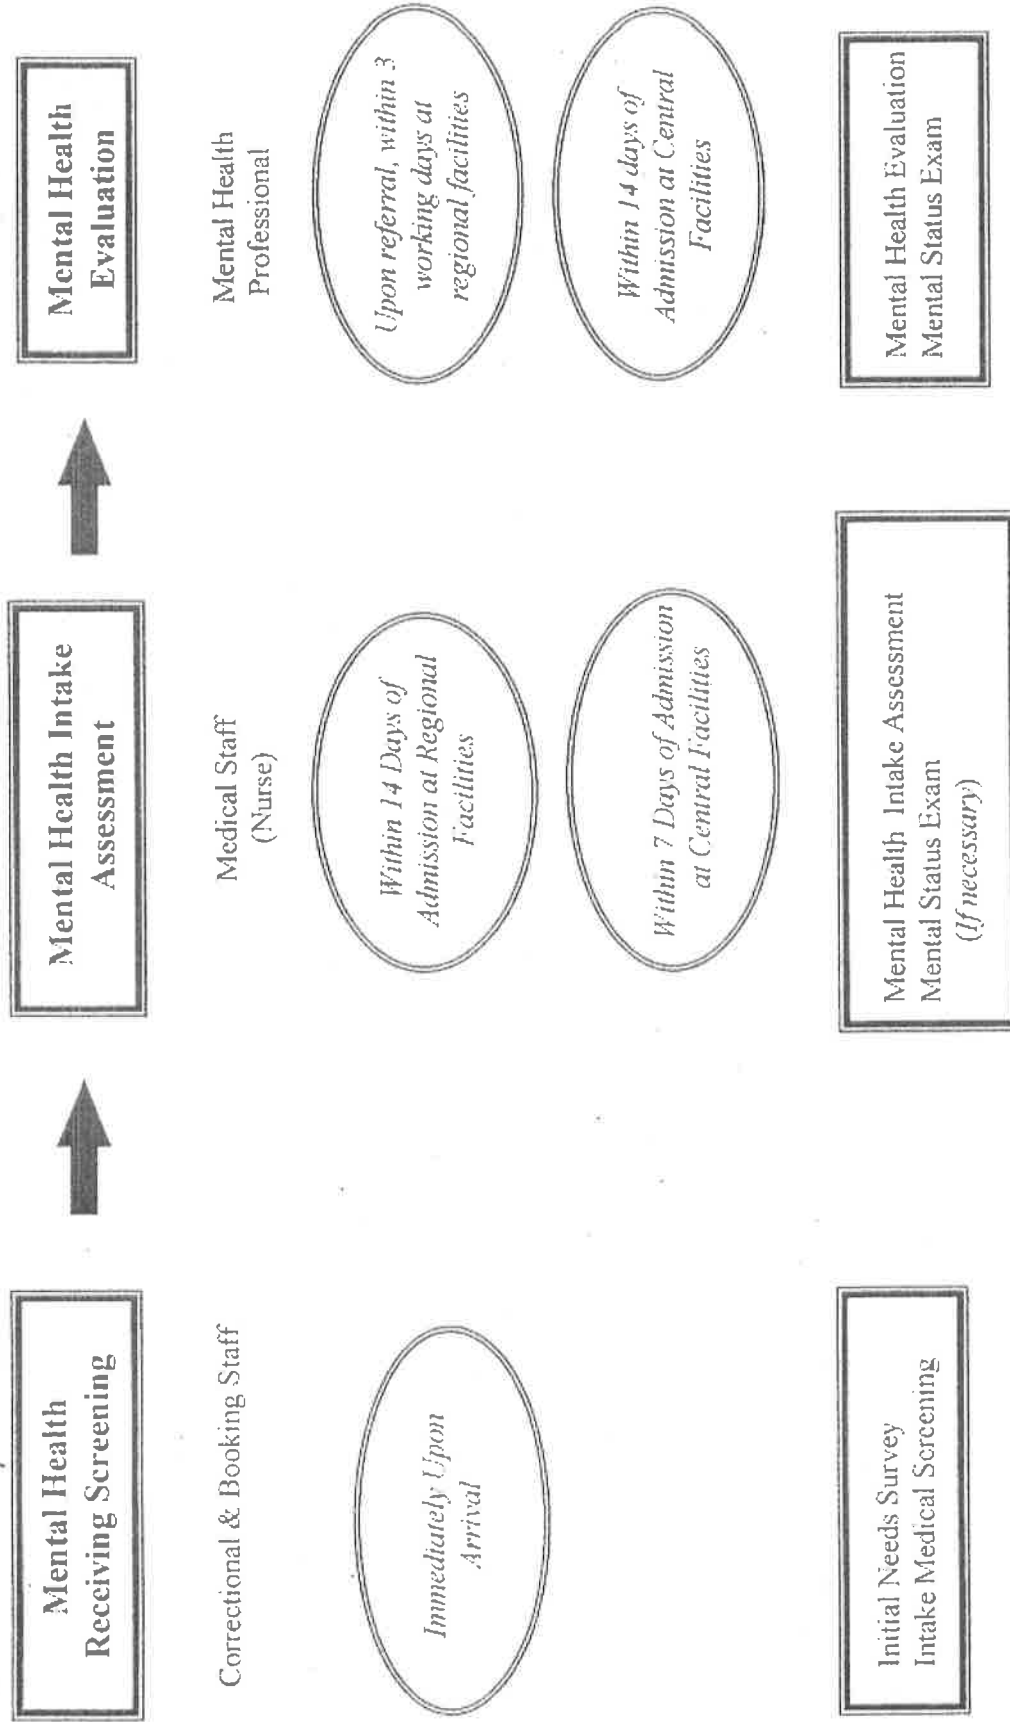 Mental Health
Receiving Screening
Correctional & Booking Staff
Immediately Upon
Arrival
Initial Needs Survey
Intake Medical Screening
Mental Health Intake
Assessment
Medical Staff
(Nurse)
Within 14 Days of
Admission at Regional
Facilities
Within 7 Days of Admission
at Central Facilities
Mental Health Intake Assessment
Mental Status Exam
(If necessary)
Mental Health
Evaluation
Mental Health
Professional
Upon referral, within 3
working days at
regional facilities
Within 14 days of
Admission at Central
Facilities
Mental Health Evaluation
Mental Status Exam